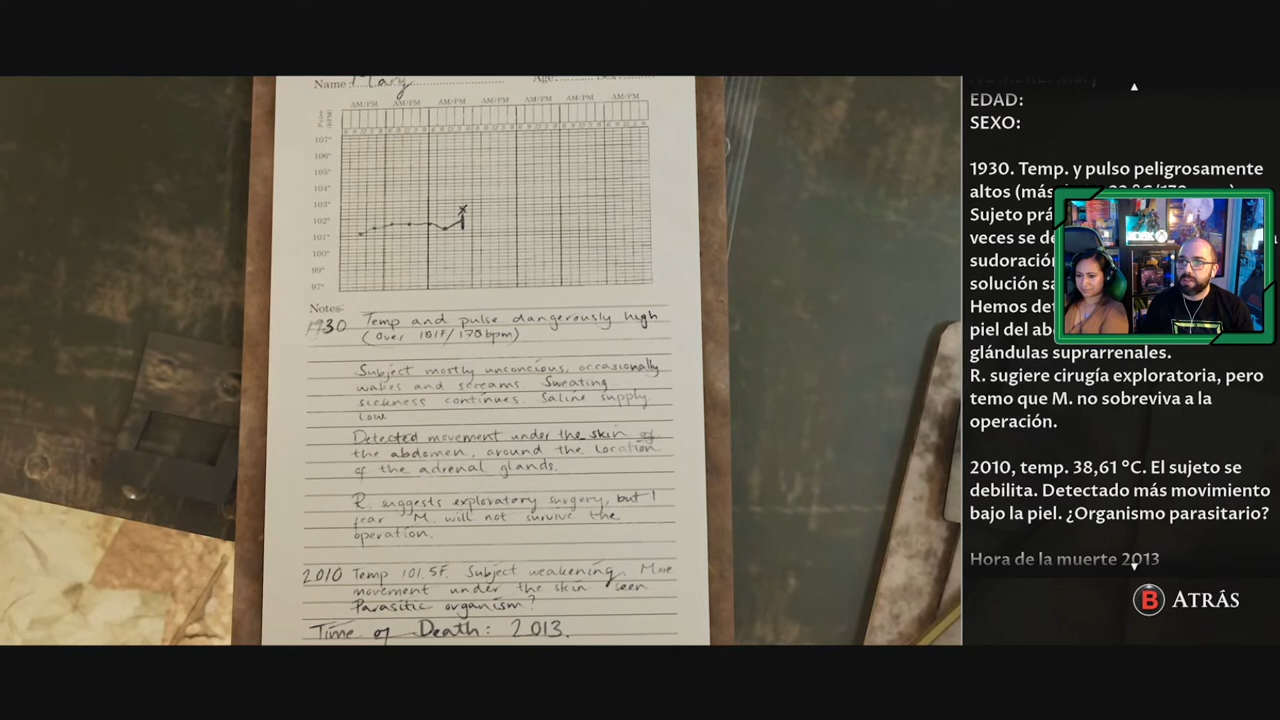 Name: Mary Age: Sex
AM/PM AM/PM AM/PM AM/PM AM/PM AM/PM AM/PM
Pulse
(BPM)
107°
106°
105°
104°
103°
102°
101°
100°
99°
97°
Notes:
1930 Temp and pulse dangerously high
(over 101F/170bpm)
Subject mostly unconcious, occasionally
wakes and screams. Sweating
sickness continues. Saline supply
low
Detected movement under the skin of
the abdomen, around the location
of the adrenal glands.
R. suggests exploratory surgery, but I
fear M. will not survive the
operation.
2010 Temp 101.5F. Subject weakening. More
movement under the skin seen
Parasitic organism?
Time of Death: 2013.
EDAD:
SEXO:
1930. Temp. y pulso peligrosamente
altos
Sujeto
veces se
sudoración
solución
Hemos
piel del
glándulas suprarrenales.
R. sugiere cirugía exploratoria, pero
temo que M. no sobreviva a la
operación.
2010, temp. 38,61 °C. El sujeto se
debilita. Detectado más movimiento
bajo la piel. ¿Organismo parasitario?
Hora de la muerte 2013
B ATRÁS
XBOX